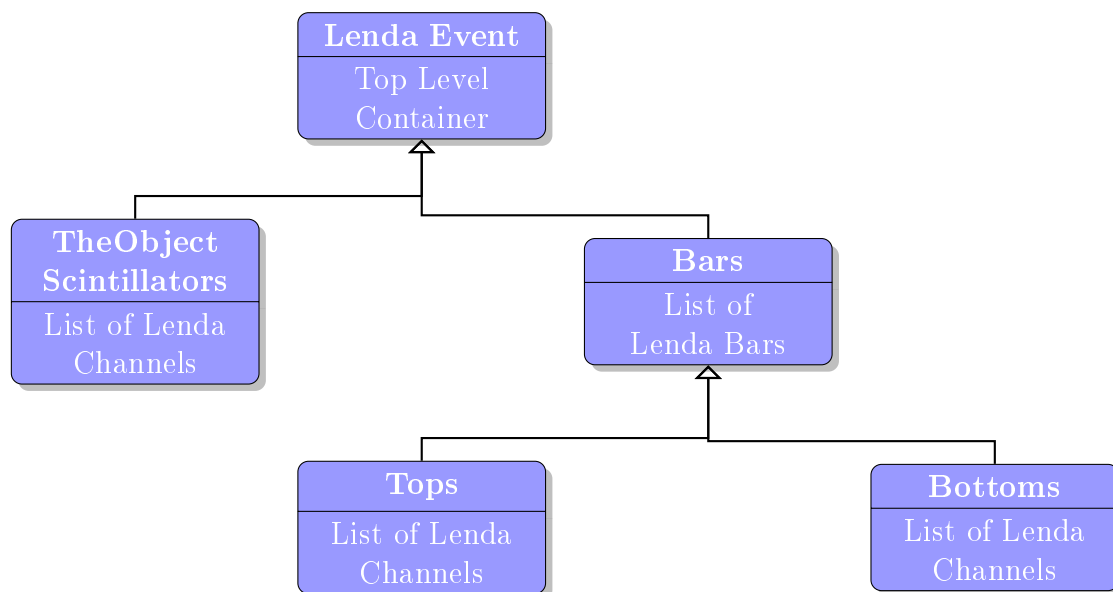 Lenda Event
Top Level
Container
TheObject
Scintillators
List of Lenda
Channels
Bars
List of
Lenda Bars
Tops
List of Lenda
Channels
Bottoms
List of Lenda
Channels